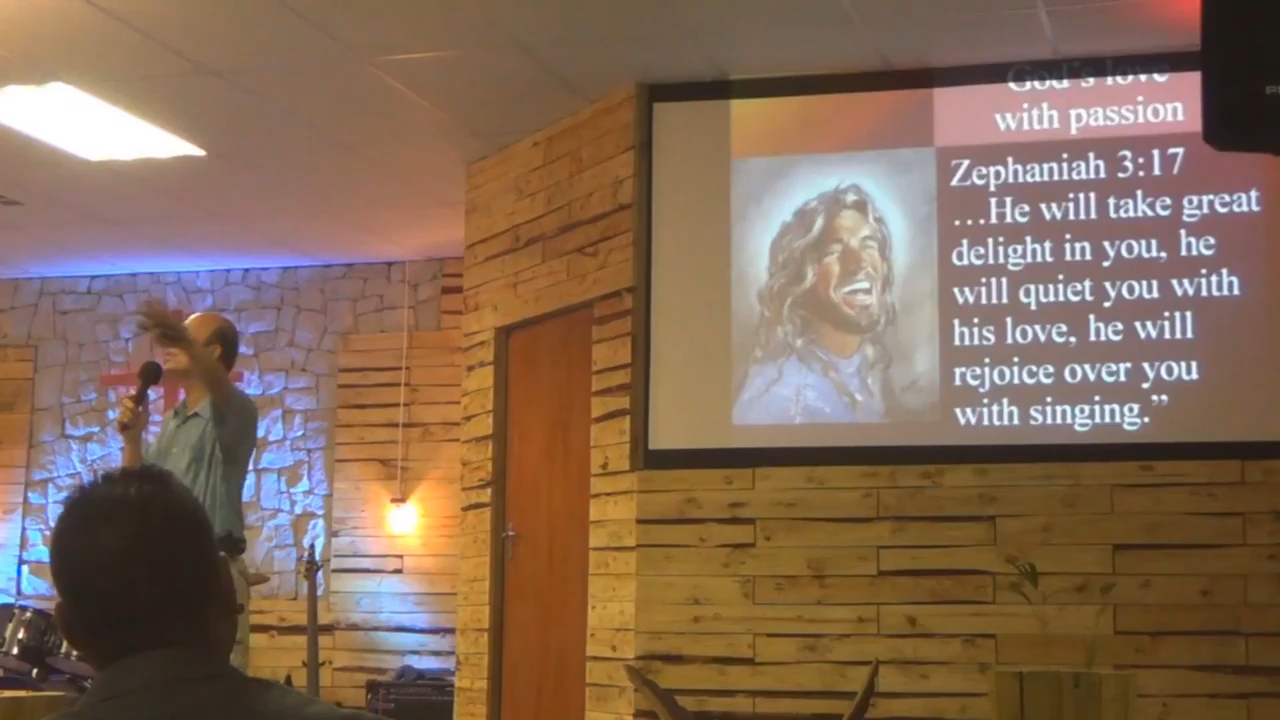 God's love
with passion
Zephaniah 3:17
…He will take great
delight in you, he
will quiet you with
his love, he will
rejoice over you
with singing.”